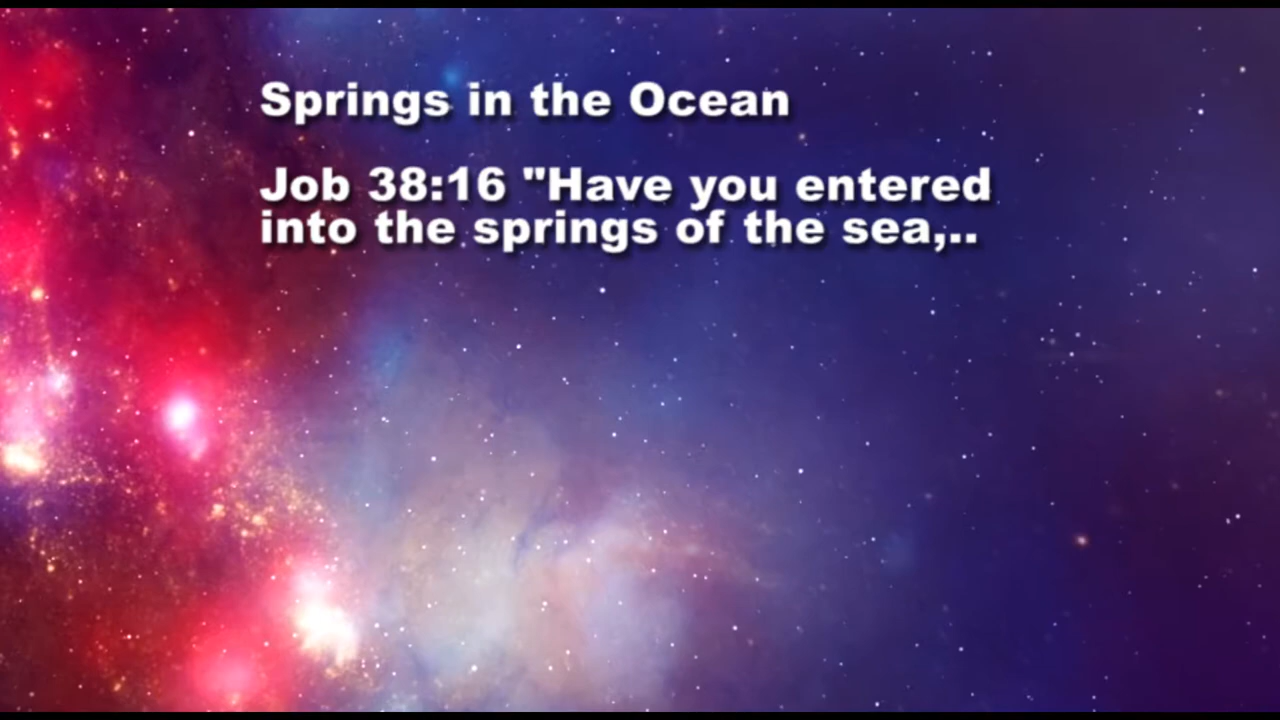 Springs in the Ocean
Job 38:16 "Have you entered
into the springs of the sea,..